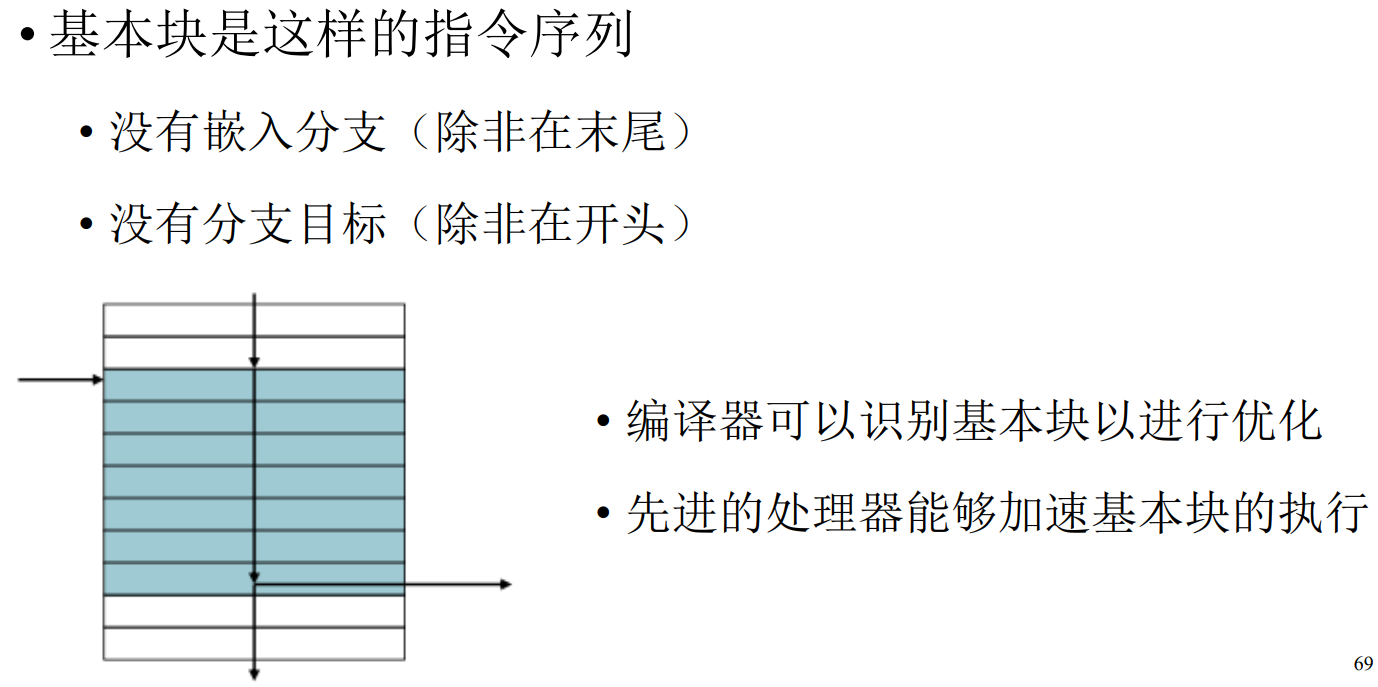 • 基本块是这样的指令序列
• 没有嵌入分支（除非在末尾）
• 没有分支目标（除非在开头）
• 编译器可以识别基本块以进行优化
• 先进的处理器能够加速基本块的执行
69